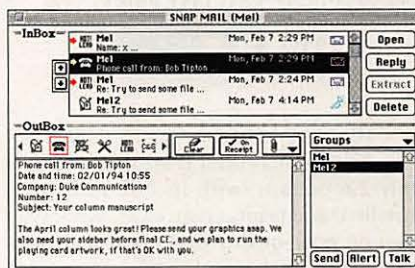 SNAP MAIL (Mel)
InBox
Mel Mon, Feb 7 2:29 PM
Name: x ...
Mel Mon, Feb 7 2:29 PM
Phone call from: Bob Tipton
Mel Mon, Feb 7 2:24 PM
Re: Try to send some file ...
Mel2 Mon, Feb 7 4:14 PM
Re: Try to send some file ...
Open
Reply
Extract
Delete
OutBox
Clear
On Receipt
Phone call from: Bob Tipton
Date and time: 02/01/94 10:55
Company: Duke Communications
Number: 12
Subject: Your column manuscript
The April column looks great! Please send your graphics asap. We
also need your sidebar before final CE, and we plan to run the
playing card artwork, if that's OK with you.
Groups
Mel
Mel2
Send
Alert
Talk